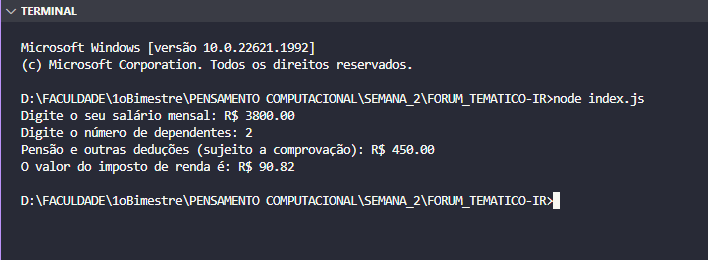 TERMINAL
Microsoft Windows [versão 10.0.22621.1992]
(c) Microsoft Corporation. Todos os direitos reservados.
D:\FACULDADE\1oBimestre\PENSAMENTO COMPUTACIONAL\SEMANA_2\FORUM_TEMATICO-IR>node index.js
Digite o seu salário mensal: R$ 3800.00
Digite o número de dependentes: 2
Pensão e outras deduções (sujeito a comprovação): R$ 450.00
O valor do imposto de renda é: R$ 90.82
D:\FACULDADE\1oBimestre\PENSAMENTO COMPUTACIONAL\SEMANA_2\FORUM_TEMATICO-IR>